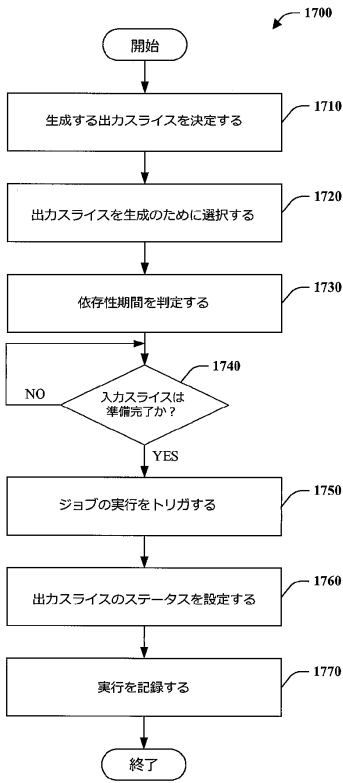 1700
開始
生成する出力スライスを決定する
1710
出力スライスを生成のために選択する
1720
依存性期間を判定する
1730
1740
入力スライスは
準備完了か？
NO
YES
ジョブの実行をトリガする
1750
出力スライスのステータスを設定する
1760
実行を記録する
1770
終了